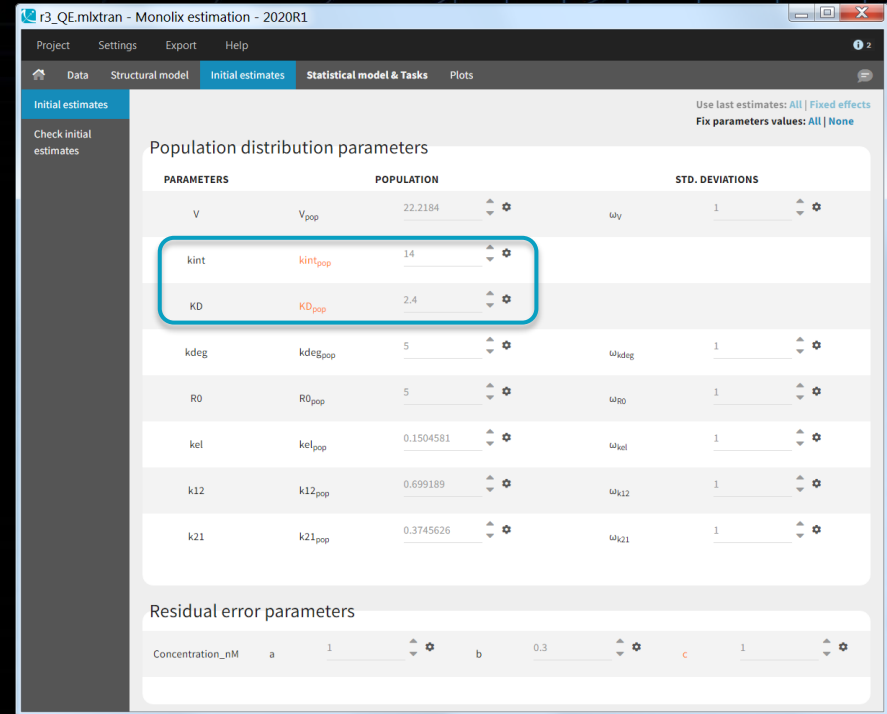 r3_QE.mlxtran - Monolix estimation - 2020R1
Project Settings Export Help 2
Data Structural model Initial estimates Statistical model & Tasks Plots
Initial estimates
Check initial
estimates
Use last estimates: All | Fixed effects
Fix parameters values: All | None
Population distribution parameters
PARAMETERS POPULATION STD. DEVIATIONS
V Vpop 22.2184 ωV 1
kint kintpop 14
KD KDpop 2.4
kdeg kdegpop 5 ωkdeg 1
R0 R0pop 5 ωR0 1
kel kelpop 0.1504581 ωkel 1
k12 k12pop 0.699189 ωk12 1
k21 k21pop 0.3745626 ωk21 1
Residual error parameters
Concentration_nM a 1 b 0.3 c 1